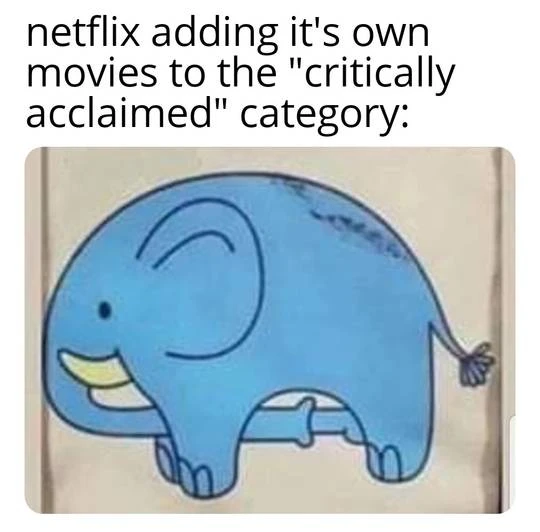 netflix adding it's own
movies to the "critically
acclaimed" category: